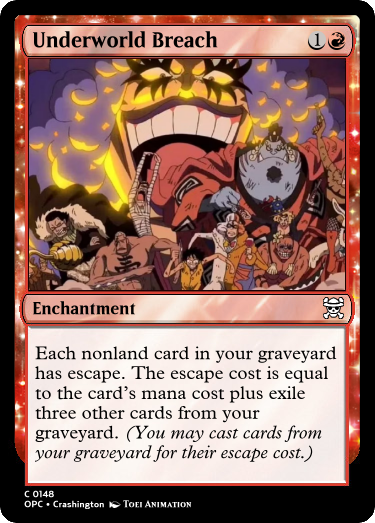 Underworld Breach 1
Enchantment
Each nonland card in your graveyard
has escape. The escape cost is equal
to the card's mana cost plus exile
three other cards from your
graveyard. (You may cast cards from
your graveyard for their escape cost.)
C 0148
OPC • Crashington Toei Animation